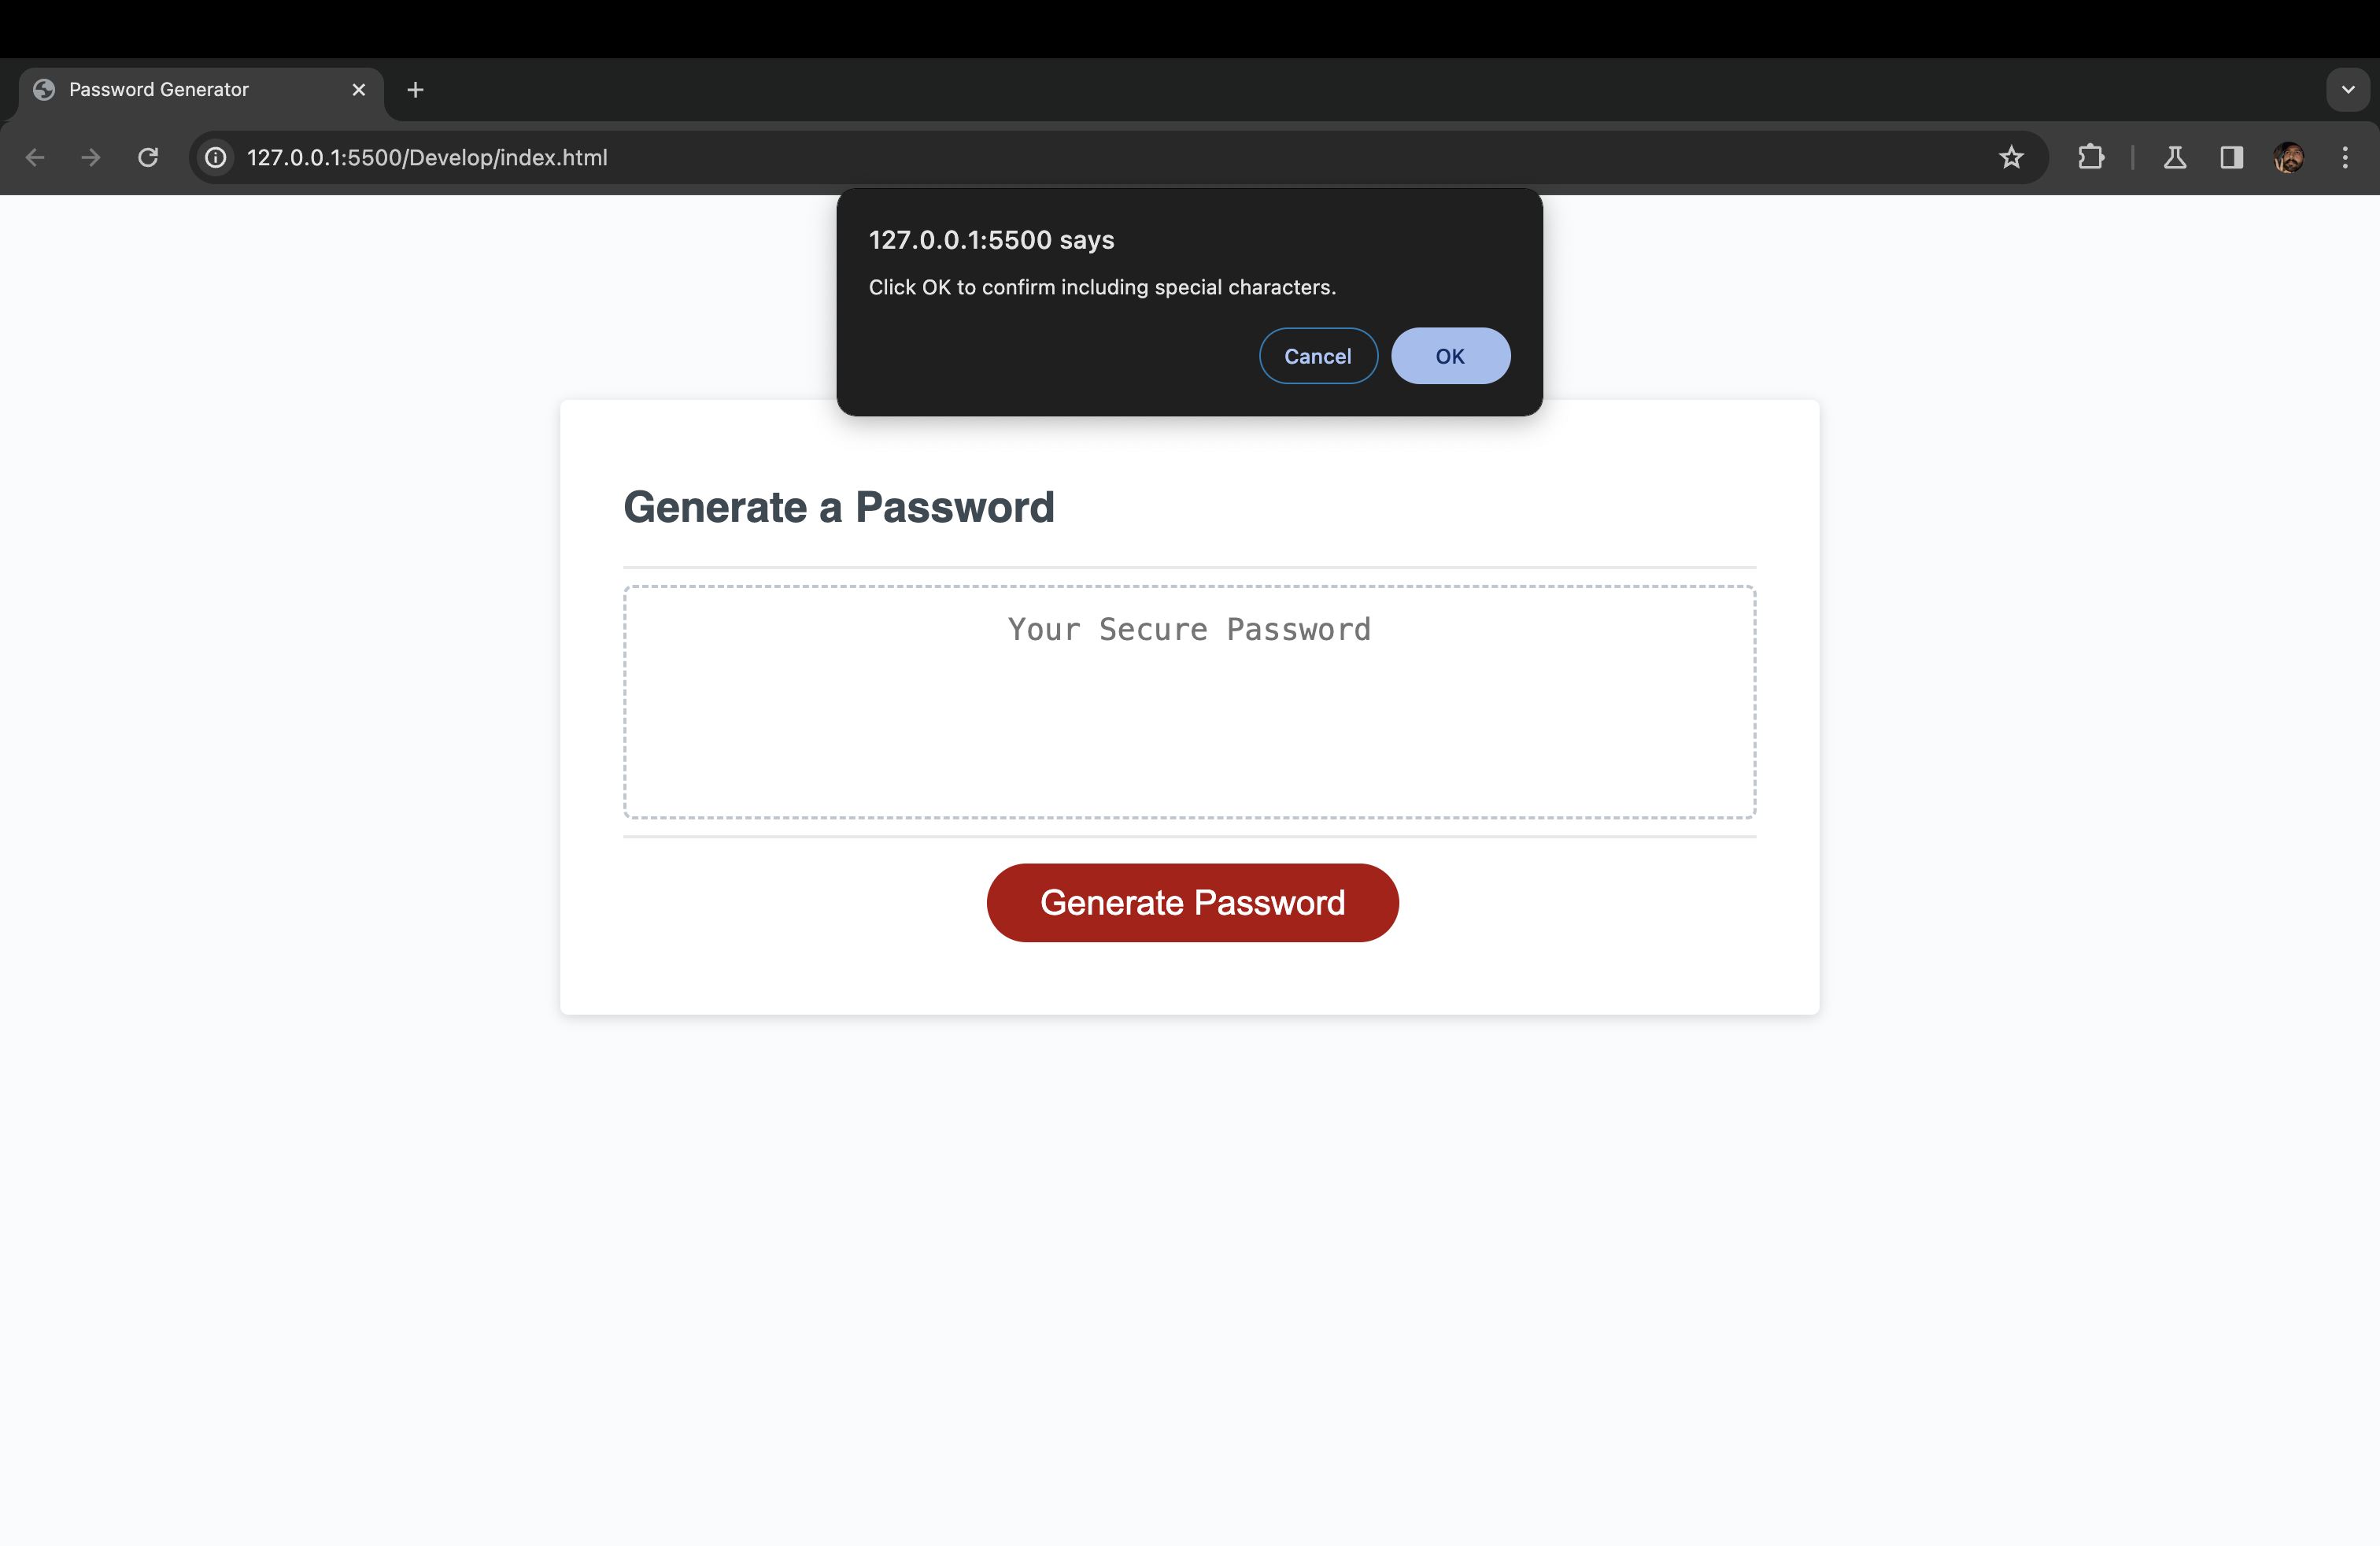 Password Generator
127.0.0.1:5500/Develop/index.html
127.0.0.1:5500 says
Click OK to confirm including special characters.
Cancel OK
Generate a Password
Your Secure Password
Generate Password